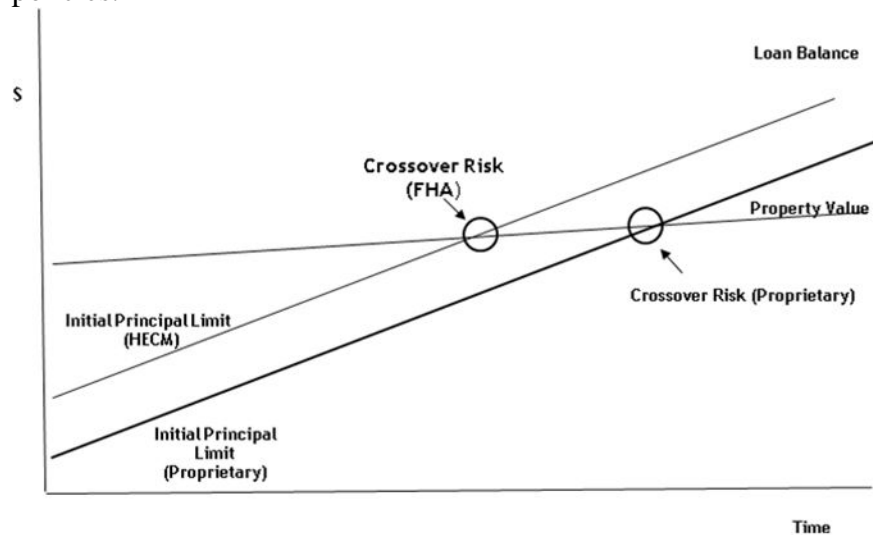 Loan Balance
$
Crossover Risk
(FHA)
Property Value
Crossover Risk (Proprietary)
Initial Principal Limit
(HECM)
Initial Principal
Limit
(Proprietary)
Time